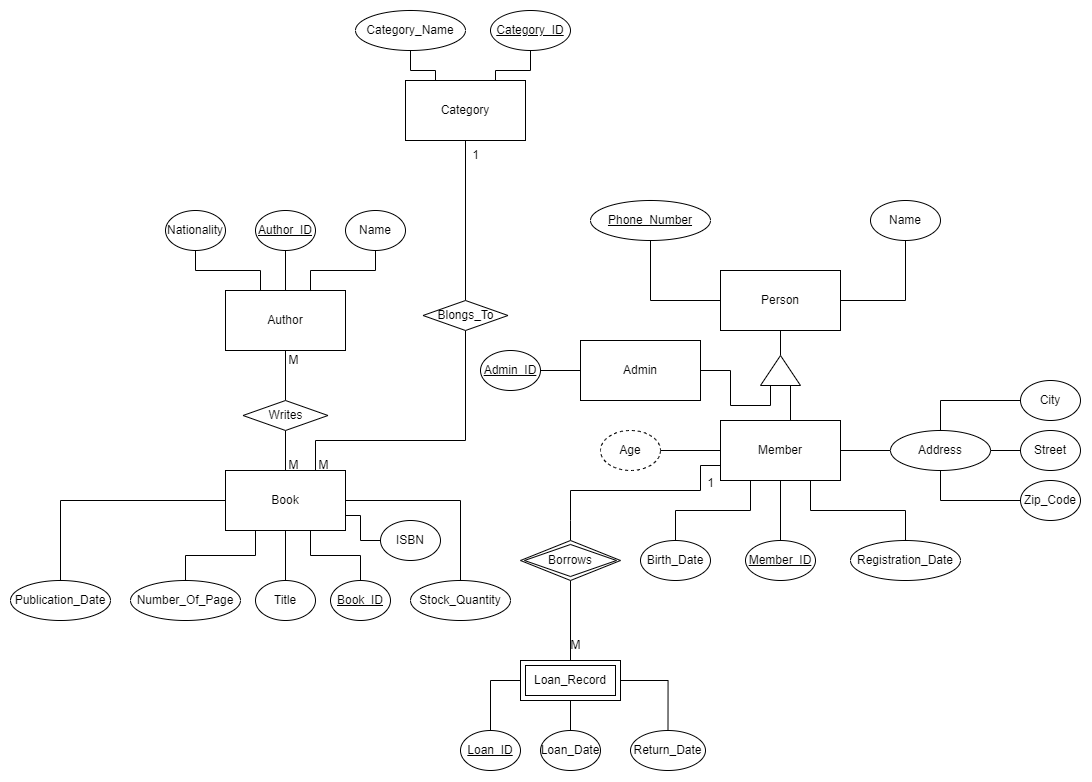 Category_Name
Category_ID
Category
1
Nationality
Author_ID
Name
Phone_Number
Name
Person
Author
Blongs_To
M
Admin_ID
Admin
City
Writes
Age
Member
Address
Street
M
M
1
Book
Zip_Code
ISBN
Borrows
Birth_Date
Member_ID
Registration_Date
Publication_Date
Number_Of_Page
Title
Book_ID
Stock_Quantity
M
Loan_Record
Loan_ID
Loan_Date
Return_Date